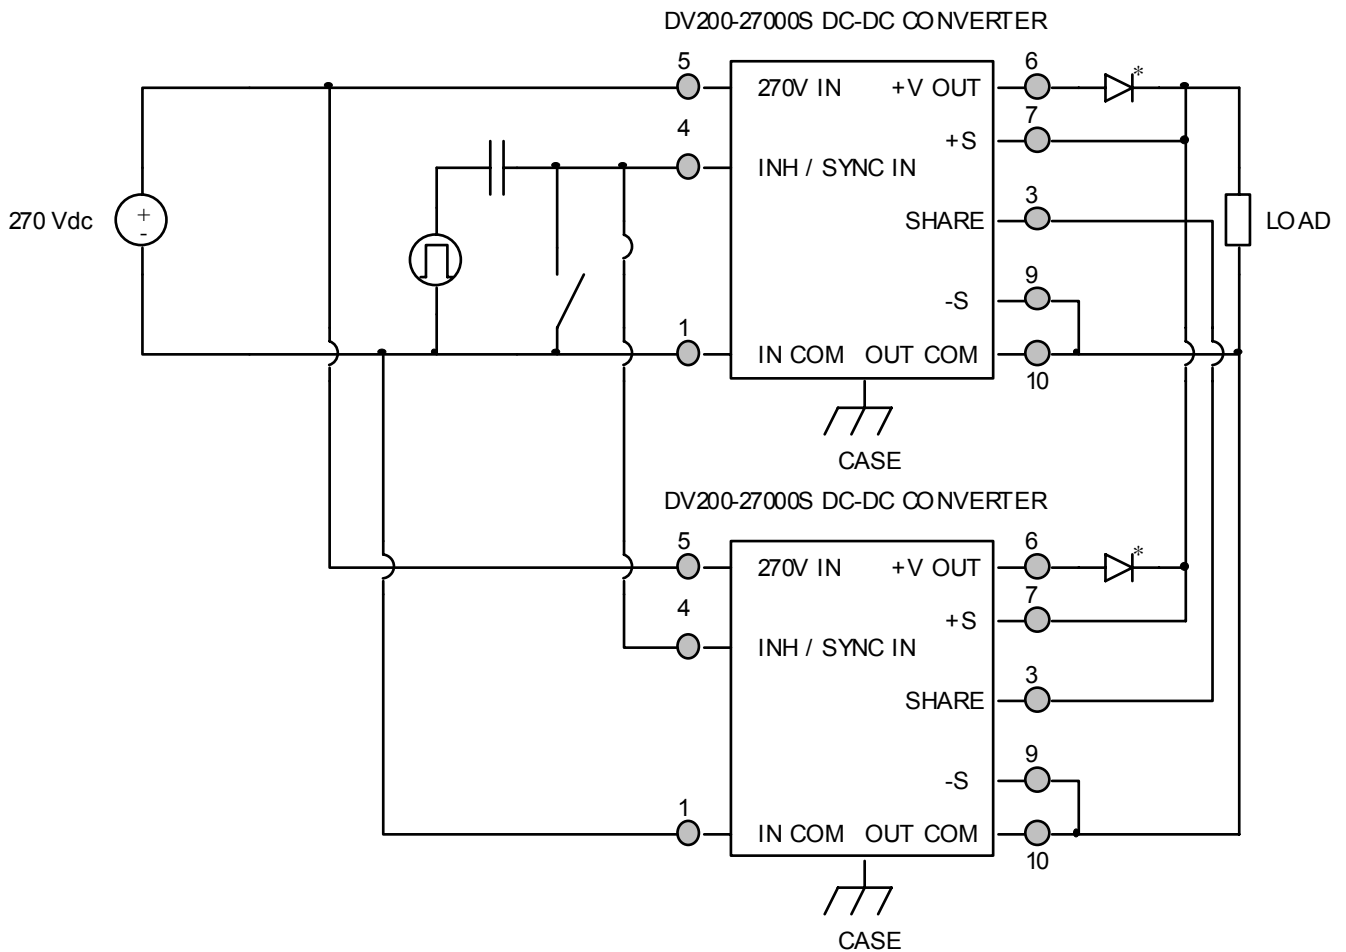 DV200-27000S DC-DC CONVERTER
5
270V IN
+V OUT
6
*
7
+S
4
INH / SYNC IN
3
SHARE
270 Vdc
+
-
LOAD
9
-S
1
IN COM
OUT COM
10
CASE
DV200-27000S DC-DC CONVERTER
5
270V IN
+V OUT
6
*
7
+S
4
INH / SYNC IN
3
SHARE
9
-S
1
IN COM
OUT COM
10
CASE